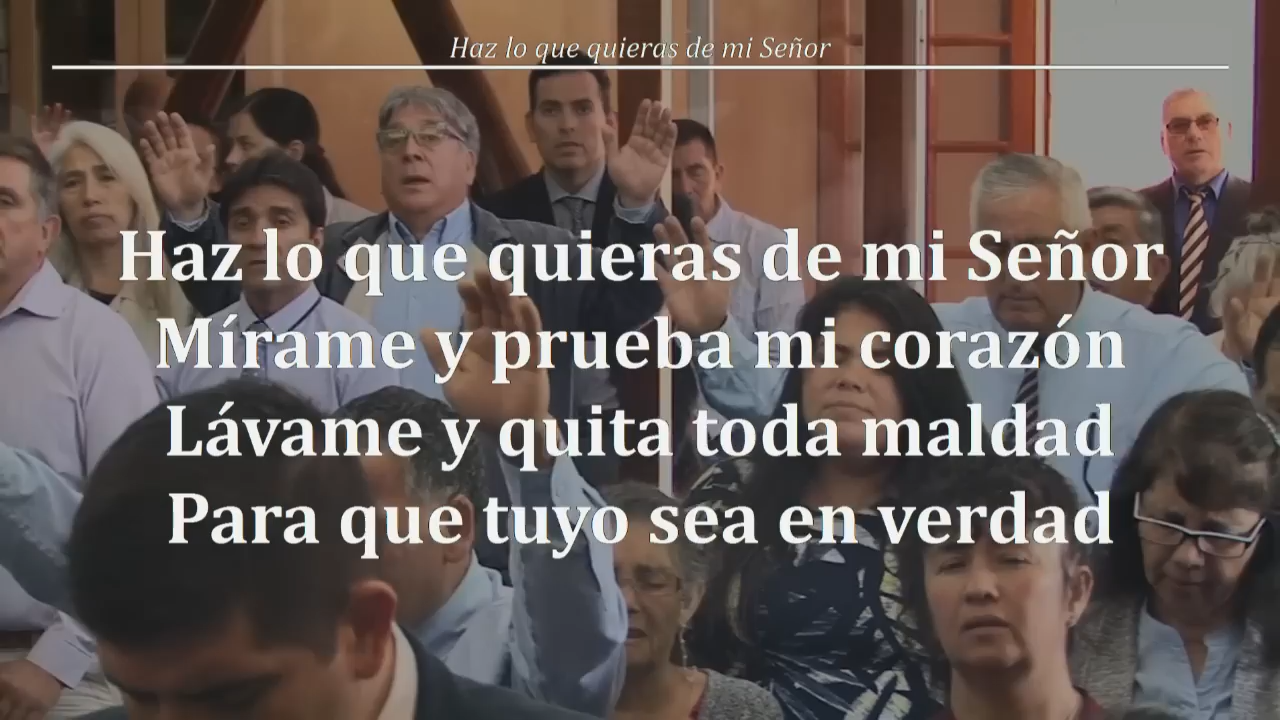 Haz lo que quieras de mi Señor
Haz lo que quieras de mi Señor
Mírame y prueba mi corazón
Lávame y quita toda maldad
Para que tuyo sea en verdad